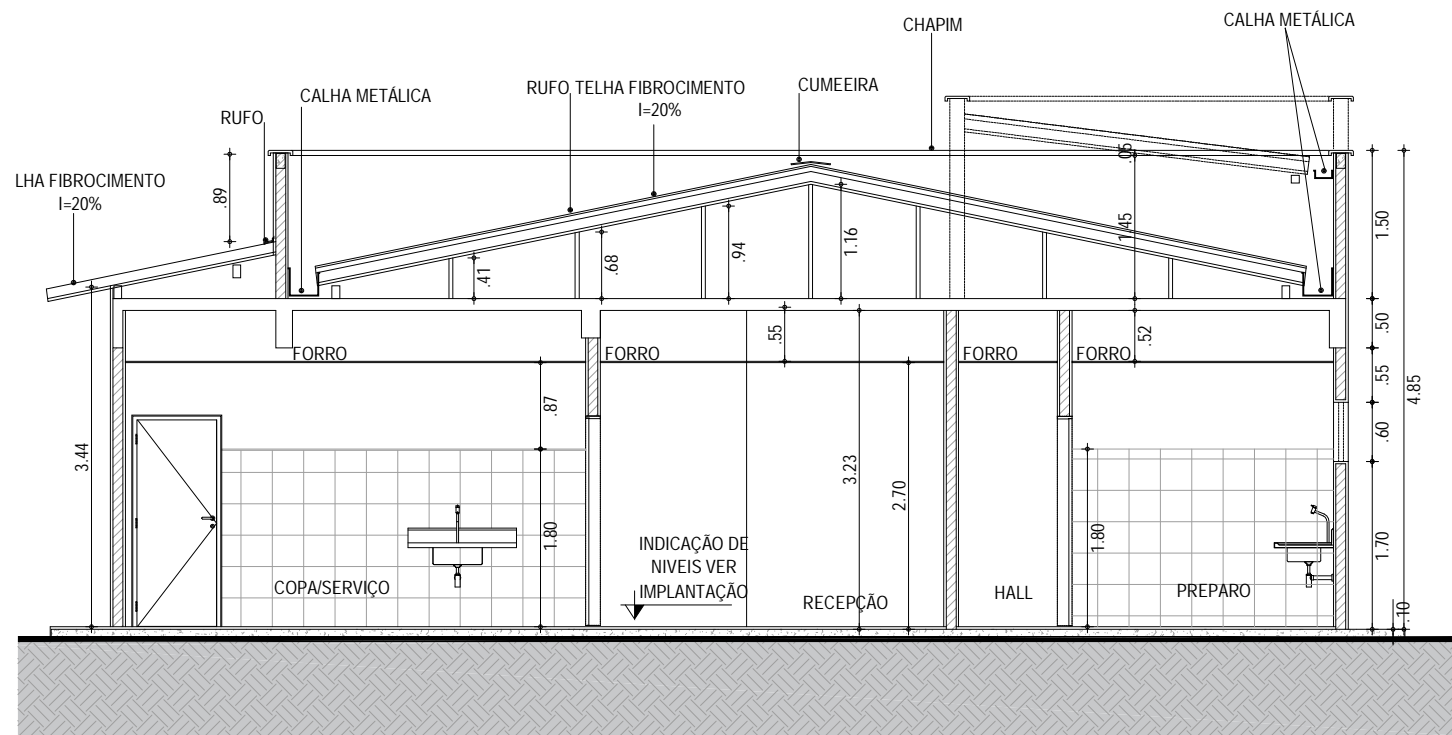 CALHA METÁLICA
CHAPIM
CALHA METÁLICA
RUFO TELHA FIBROCIMENTO
I=20%
CUMEEIRA
RUFO
LHA FIBROCIMENTO
I=20%
.89
.05
1.45
1.50
.41
.68
.94
1.16
.55
.52
.50
FORRO
FORRO
FORRO
FORRO
.55
4.85
.87
.60
3.44
3.23
2.70
1.80
1.80
1.70
INDICAÇÃO DE
NIVEIS VER
IMPLANTAÇÃO
COPA/SERVIÇO
RECEPÇÃO
HALL
PREPARO
.10